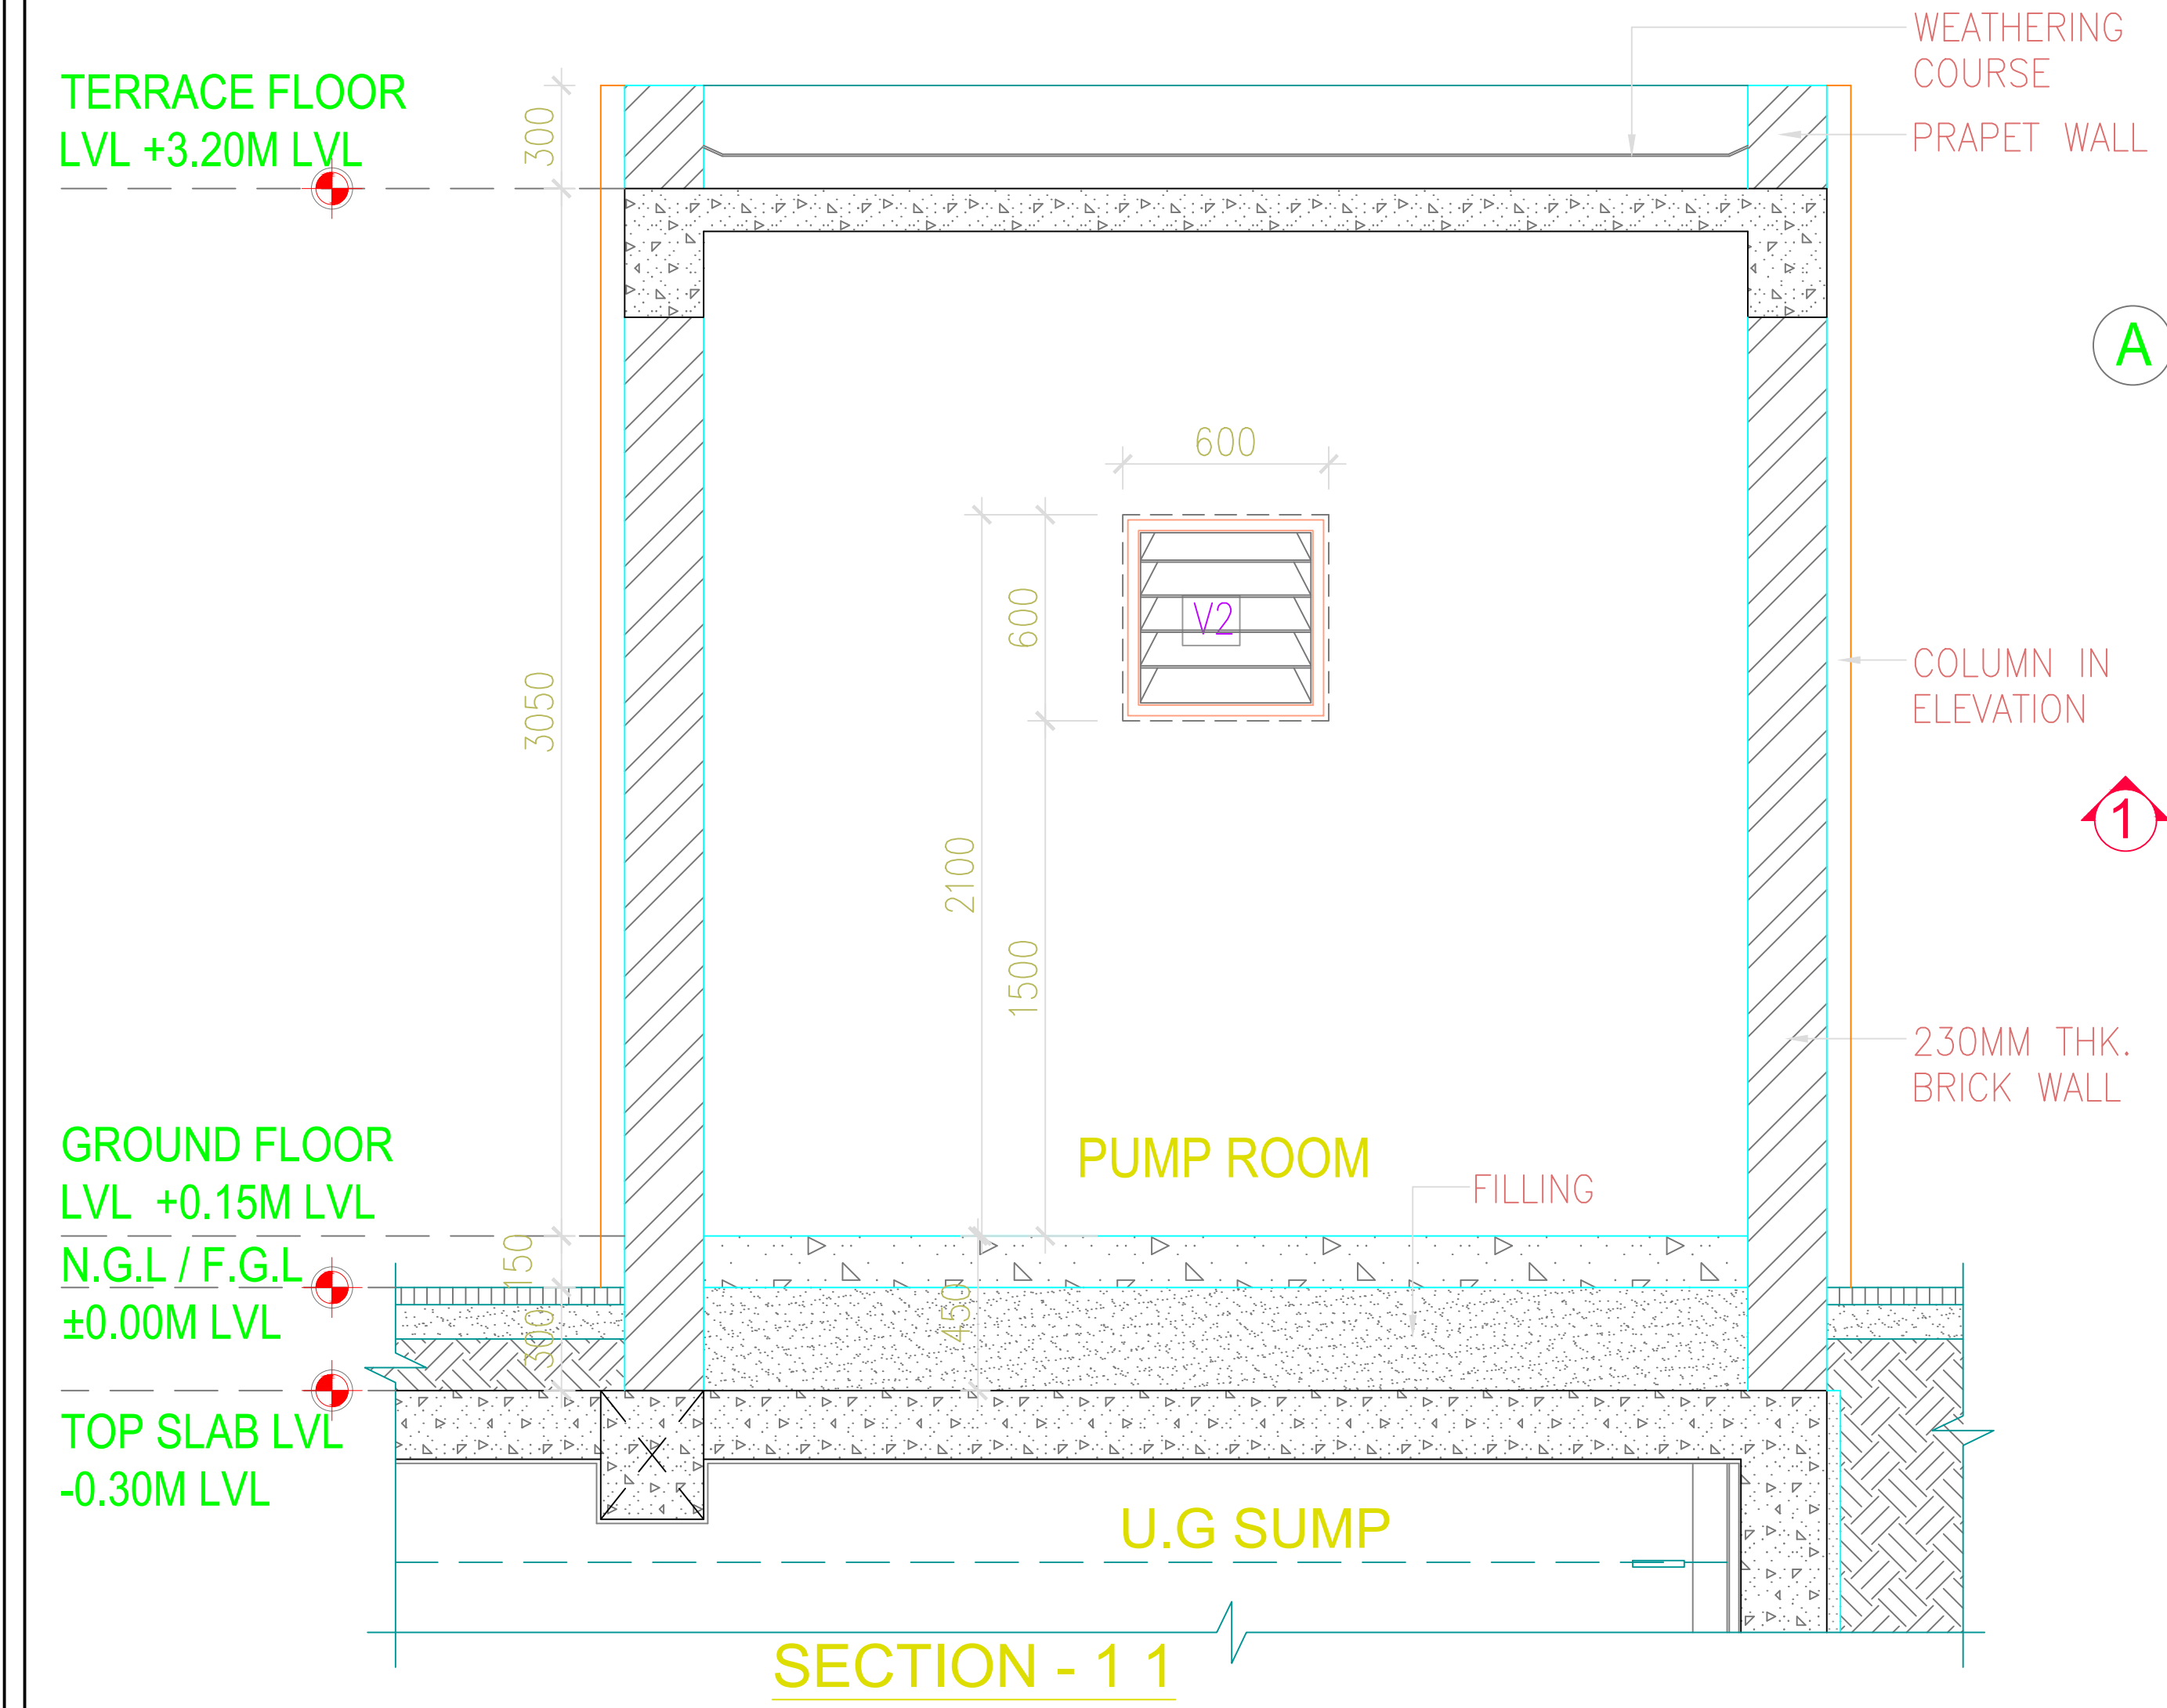 WEATHERING
COURSE
TERRACE FLOOR
LVL +3.20M LVL
300
PRAPET WALL
A
600
600
V2
3050
COLUMN IN
ELEVATION
1
2100
1500
230MM THK.
BRICK WALL
PUMP ROOM
FILLING
GROUND FLOOR
LVL +0.15M LVL
150
N.G.L / F.G.L
±0.00M LVL
300
450
TOP SLAB LVL
-0.30M LVL
U.G SUMP
SECTION - 1 1